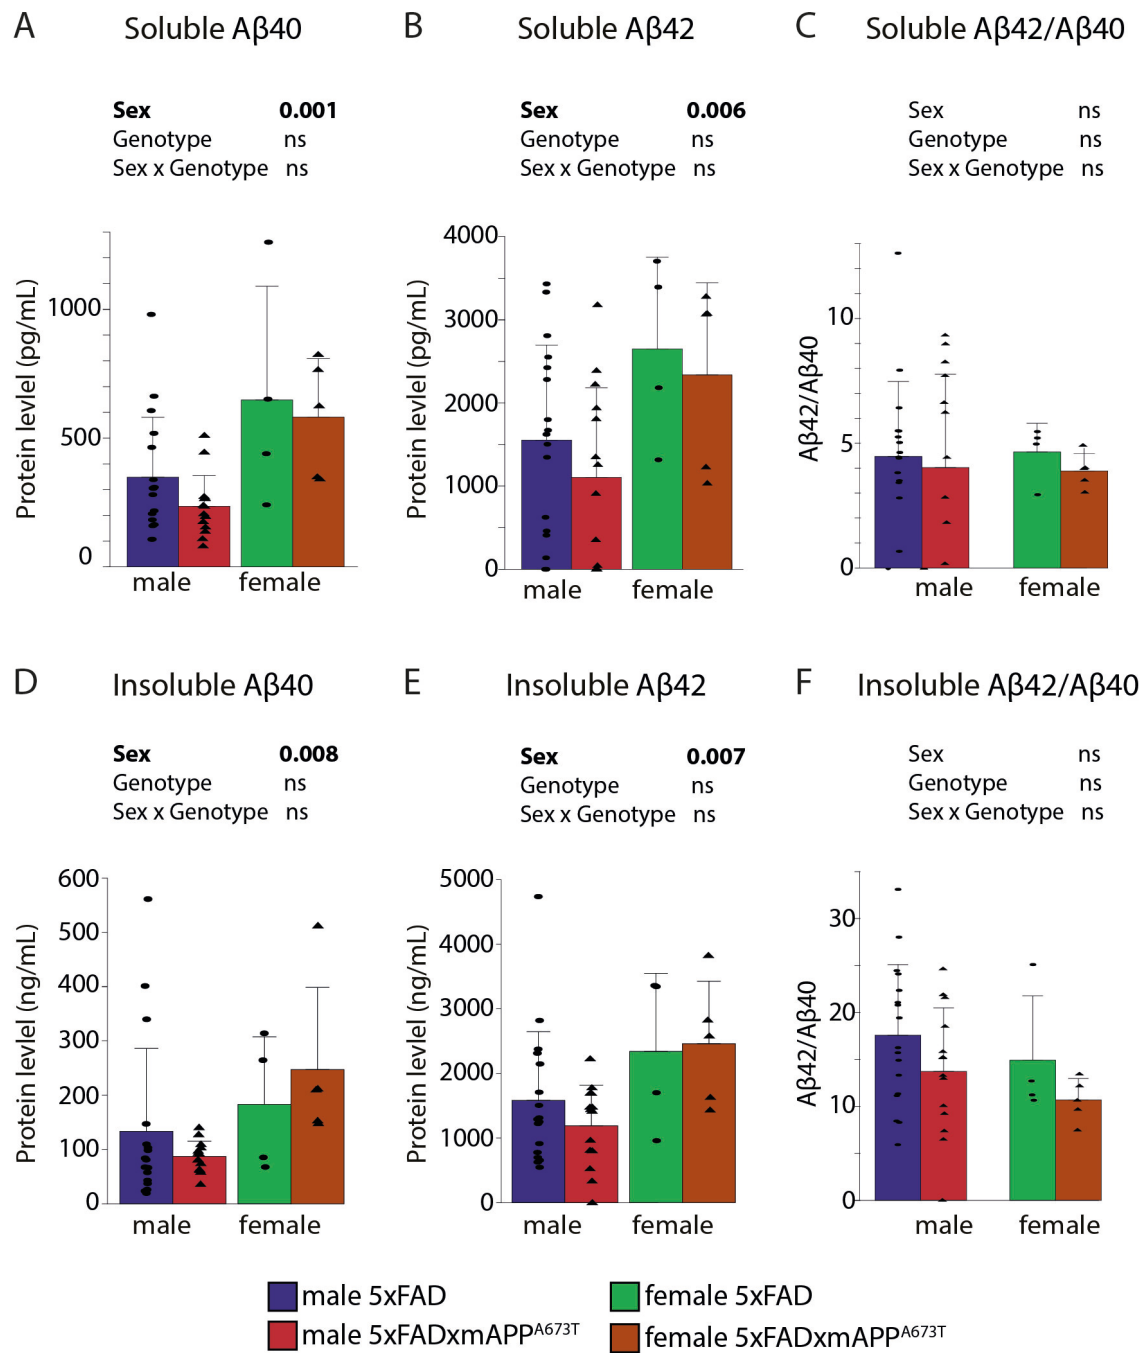 A Soluble Aβ40
Sex 0.001
Genotype ns
Sex x Genotype ns
Protein levlel (pg/mL)
1000
500
0
male female
B Soluble Aβ42
Sex 0.006
Genotype ns
Sex x Genotype ns
Protein levlel (pg/mL)
4000
3000
2000
1000
0
male female
C Soluble Aβ42/Aβ40
Sex ns
Genotype ns
Sex x Genotype ns
Aβ42/Aβ40
10
5
0
male female
D Insoluble Aβ40
Sex 0.008
Genotype ns
Sex x Genotype ns
Protein levlel (ng/mL)
600
500
400
300
200
100
0
male female
E Insoluble Aβ42
Sex 0.007
Genotype ns
Sex x Genotype ns
Protein levlel (ng/mL)
5000
4000
3000
2000
1000
0
male female
F Insoluble Aβ42/Aβ40
Sex ns
Genotype ns
Sex x Genotype ns
Aβ42/Aβ40
30
20
10
0
male female
male 5xFAD
female 5xFAD
male 5xFADxmAPP^A673T
female 5xFADxmAPP^A673T